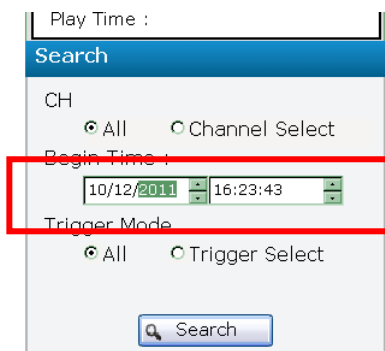 Play Time :
Search
CH
All Channel Select
Begin Time :
10/12/2011 16:23:43
Trigger Mode
All Trigger Select
Search